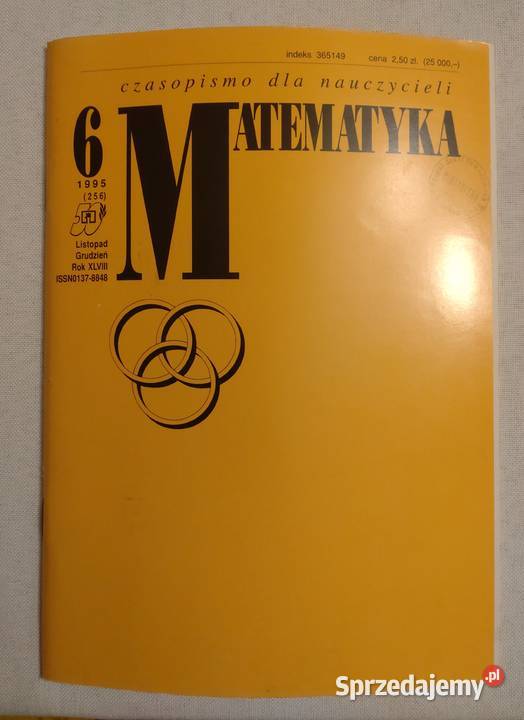 indeks 365149 cena 2,50 zł. (25 000,–)
czasopismo dla nauczycieli
MATEMATYKA
6
1995
(256)
50
Listopad
Grudzień
Rok XLVIII
ISSN0137-8848
Sprzedajemy.pl